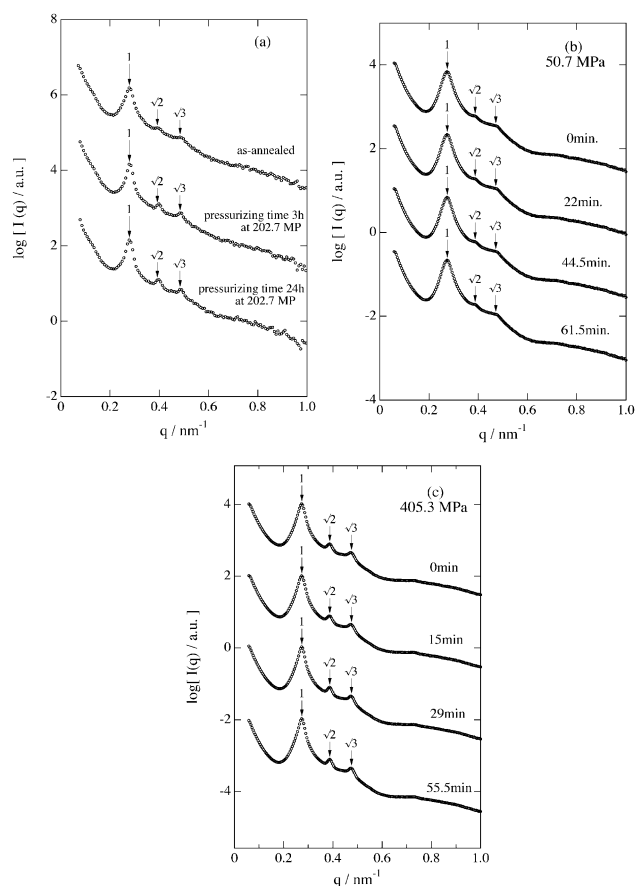 (a)
8
6
4
2
0
-2
log [ I (q) / a.u. ]
1
√2
√3
as-annealed
1
√2
√3
pressurizing time 3h
at 202.7 MP
1
√2
√3
pressurizing time 24h
at 202.7 MP
0 0.2 0.4 0.6 0.8 1.0
q / nm-1
(b)
50.7 MPa
4
2
0
-2
-4
log [ I (q) / a.u. ]
1
√2
√3
0min.
1
22min.
1
44.5min.
1
61.5min.
0 0.2 0.4 0.6 0.8 1.0
q / nm-1
(c)
405.3 MPa
4
2
0
-2
-4
log[ I(q) / a.u. ]
1
√2
√3
0min
1
√2
√3
15min
1
√2
√3
29min
1
√2
√3
55.5min
0 0.2 0.4 0.6 0.8 1.0
q / nm-1